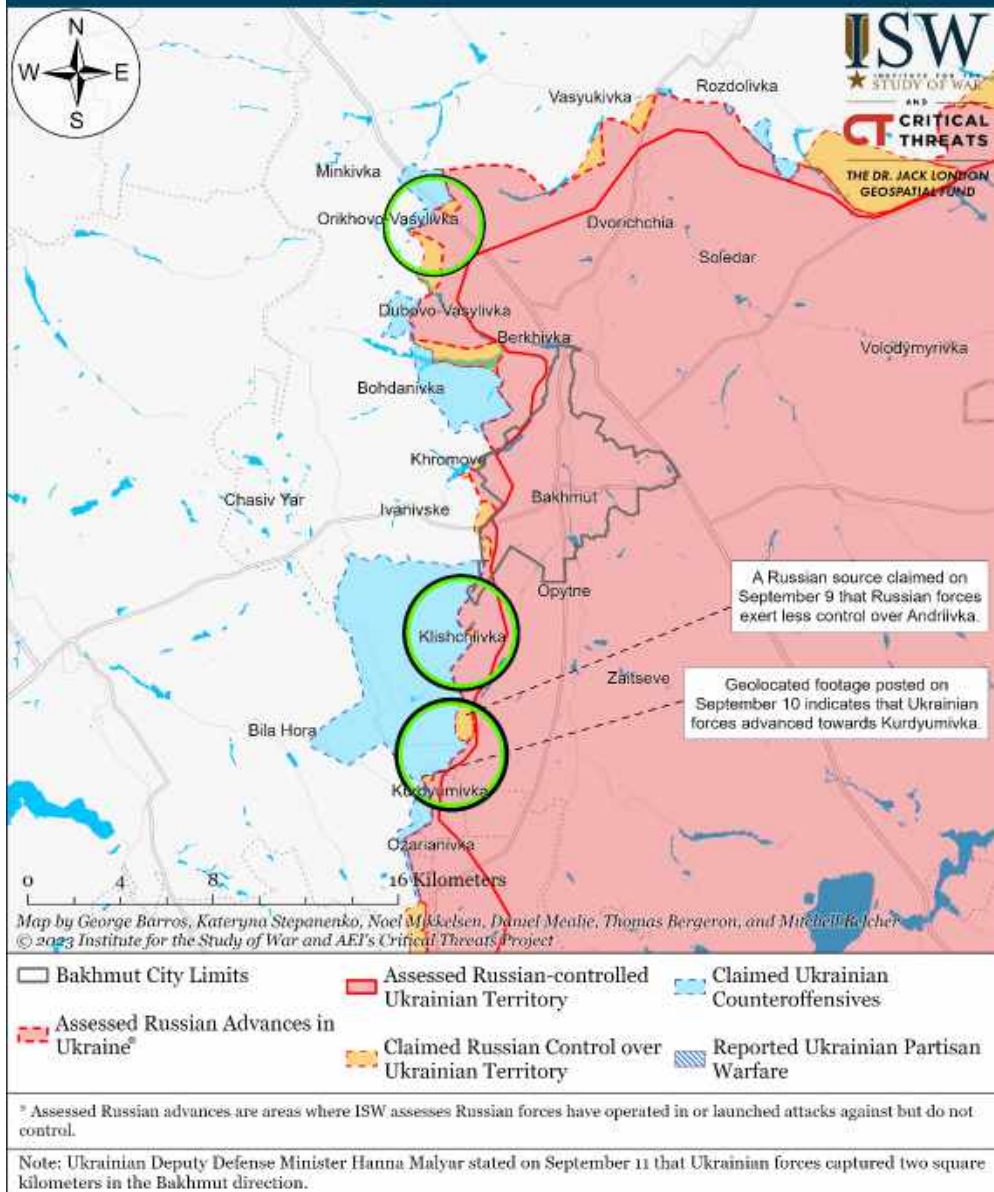 N
W
E
S
ISW
INSTITUTE FOR THE
STUDY OF WAR
AND
CT CRITICAL
THREATS
THE DR. JACK LONDON
GEOSPATIAL FUND
Vasyukivka
Rozdolivka
Minkivka
Orikhovo-Vasylivka
Dvorichchia
Soledar
Dubovo-Vasylivka
Berkhivka
Volodymyrivka
Bohdanivka
Khromove
Chasiv Yar
Bakhmut
Ivanivske
Opytne
A Russian source claimed on
September 9 that Russian forces
exert less control over Andriivka.
Klishchiivka
Zaitseve
Geolocated footage posted on
September 10 indicates that Ukrainian
forces advanced towards Kurdyumivka.
Bila Hora
Kurdyumivka
Ozarianivka
0 4 8 16 Kilometers
Map by George Barros, Kateryna Stepanenko, Noel Mikkelsen, Daniel Mealie, Thomas Bergeron, and Mitchell Belcher
© 2023 Institute for the Study of War and AEI's Critical Threats Project
Bakhmut City Limits
Assessed Russian Advances in
Ukraine*
Assessed Russian-controlled
Ukrainian Territory
Claimed Russian Control over
Ukrainian Territory
Claimed Ukrainian
Counteroffensives
Reported Ukrainian Partisan
Warfare
* Assessed Russian advances are areas where ISW assesses Russian forces have operated in or launched attacks against but do not
control.
Note: Ukrainian Deputy Defense Minister Hanna Malyar stated on September 11 that Ukrainian forces captured two square
kilometers in the Bakhmut direction.